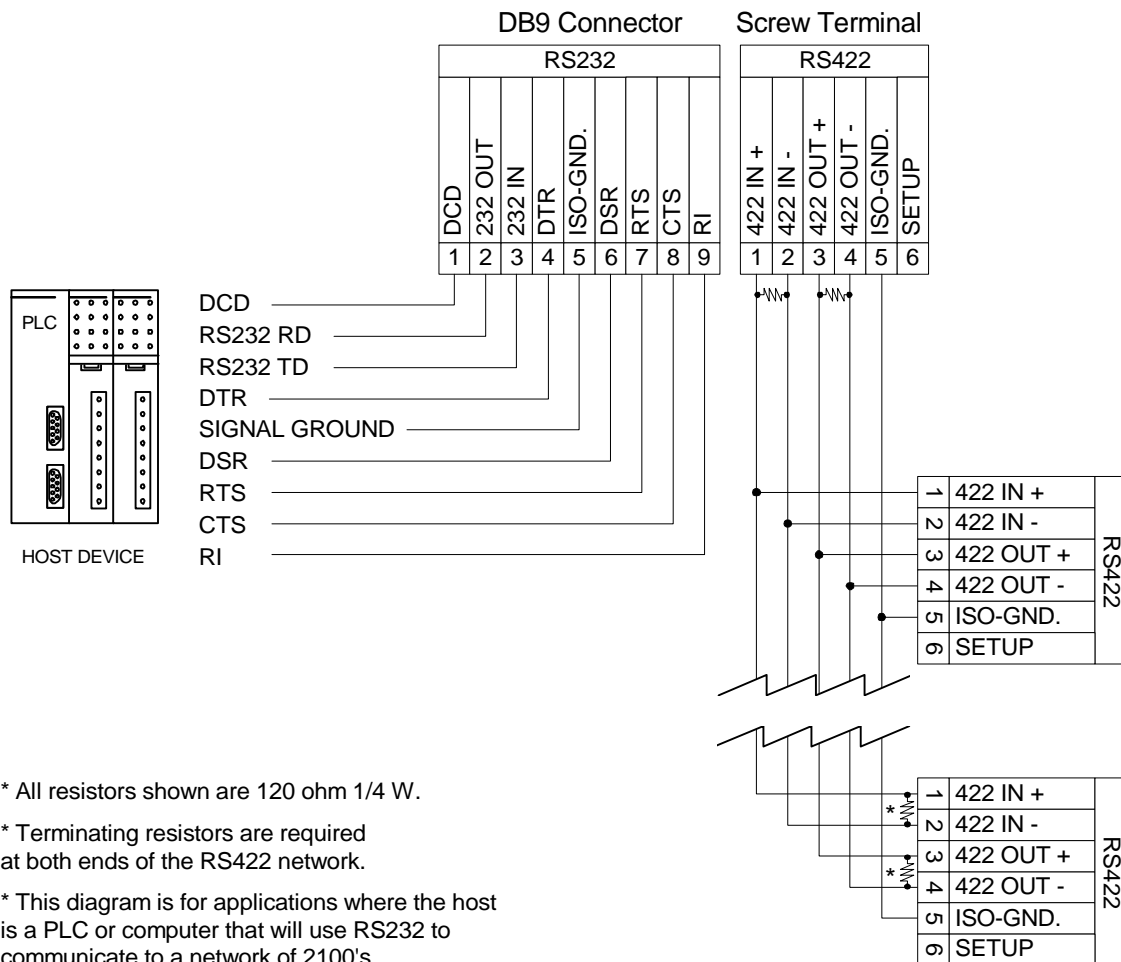 DB9 Connector
Screw Terminal
RS232
RS422
DCD
232 OUT
232 IN
DTR
ISO-GND.
DSR
RTS
CTS
RI
422 IN +
422 IN -
422 OUT +
422 OUT -
ISO-GND.
SETUP
1 2 3 4 5 6 7 8 9
1 2 3 4 5 6
PLC
HOST DEVICE
DCD
RS232 RD
RS232 TD
DTR
SIGNAL GROUND
DSR
RTS
CTS
RI
1 422 IN +
2 422 IN -
3 422 OUT +
4 422 OUT -
5 ISO-GND.
6 SETUP
RS422
* All resistors shown are 120 ohm 1/4 W.
* Terminating resistors are required
at both ends of the RS422 network.
* This diagram is for applications where the host
is a PLC or computer that will use RS232 to
communicate to a network of 2100's
*
*
1 422 IN +
2 422 IN -
3 422 OUT +
4 422 OUT -
5 ISO-GND.
6 SETUP
RS422